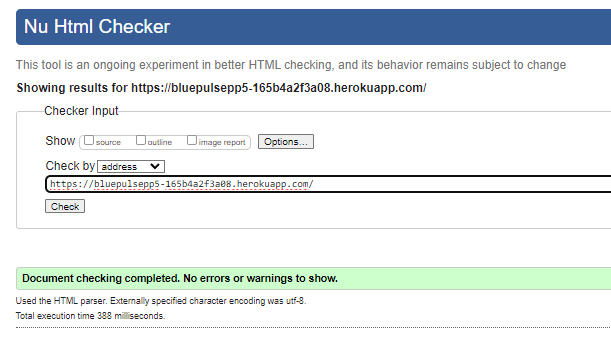 Nu Html Checker
This tool is an ongoing experiment in better HTML checking, and its behavior remains subject to change
Showing results for https://bluepulsepp5-165b4a2f3a08.herokuapp.com/
Checker Input
Show source outline image report Options...
Check by address
https://bluepulsepp5-165b4a2f3a08.herokuapp.com/
Check
Document checking completed. No errors or warnings to show.
Used the HTML parser. Externally specified character encoding was utf-8.
Total execution time 388 milliseconds.